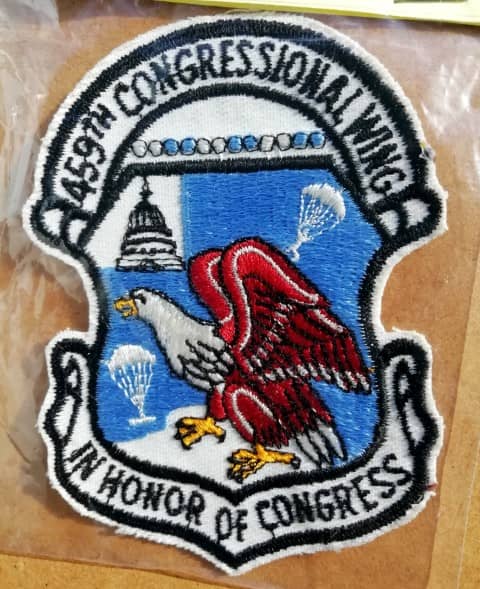 459TH CONGRESSIONAL WING
IN HONOR OF CONGRESS